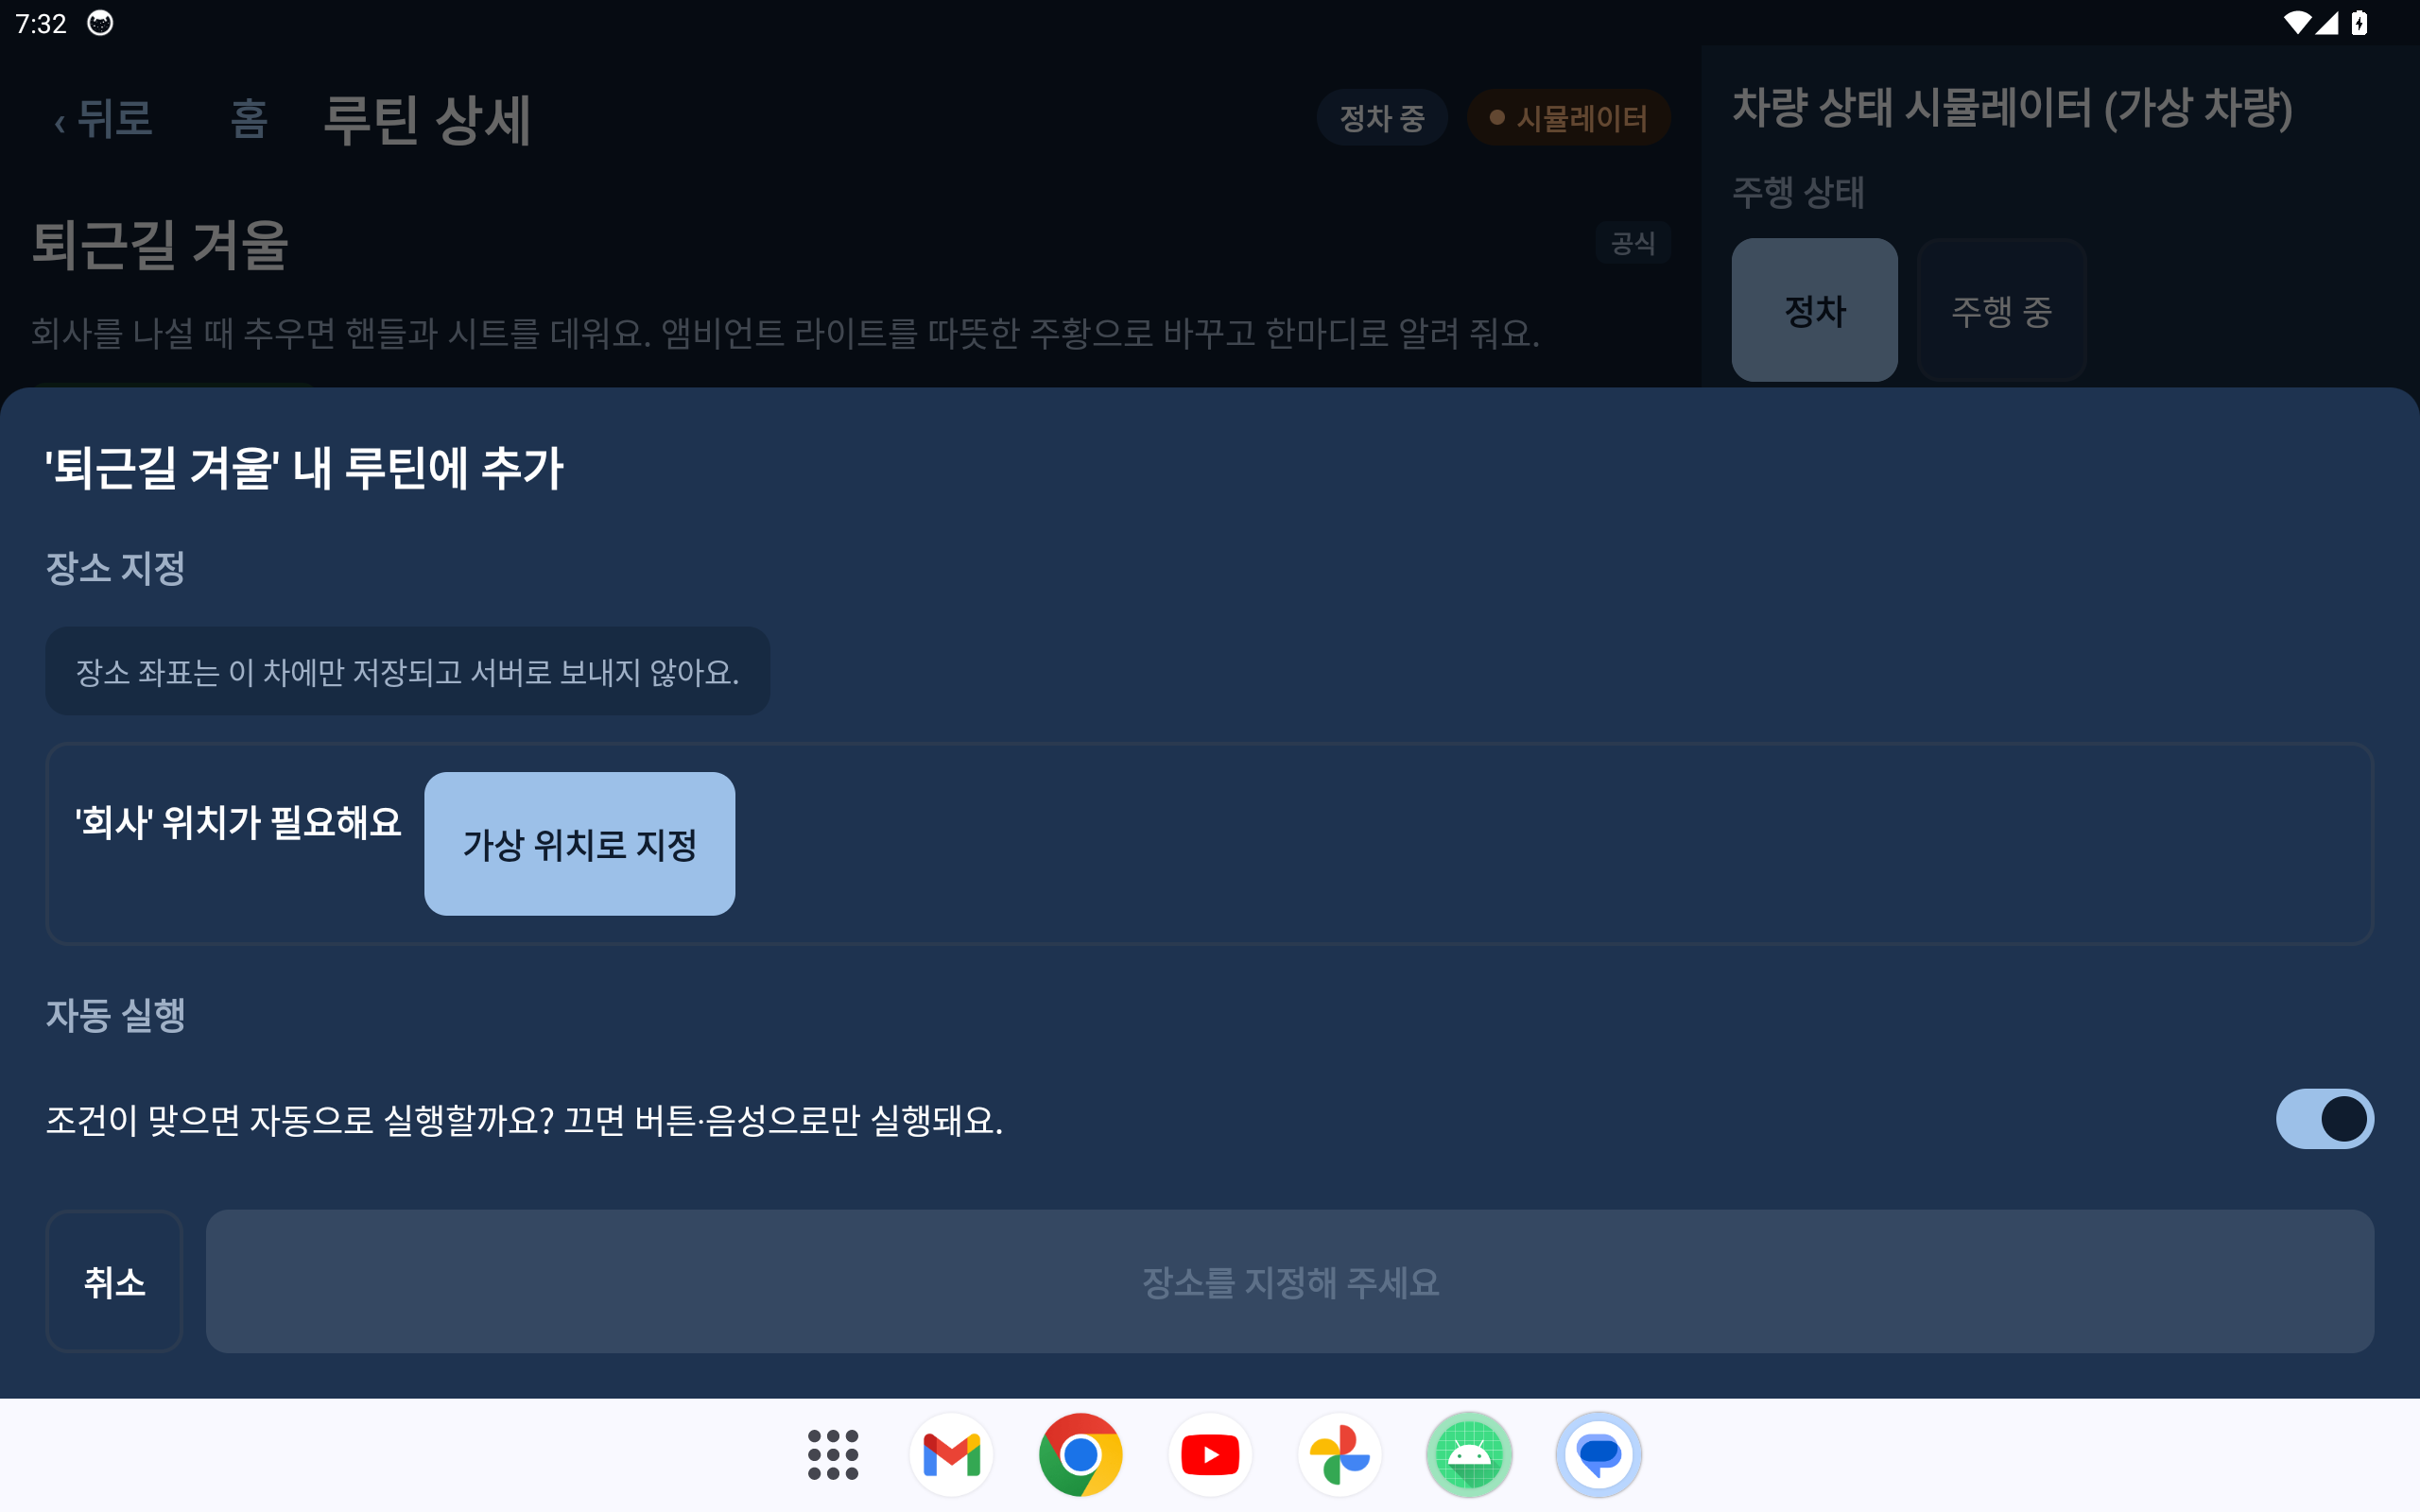 7:32
‹ 뒤로 홈 루틴 상세 정차 중 시뮬레이터
퇴근길 겨울 공식
회사를 나설 때 추우면 핸들과 시트를 데워요. 앰비언트 라이트를 따뜻한 주황으로 바꾸고 한마디로 알려 줘요.
차량 상태 시뮬레이터 (가상 차량)
주행 상태
정차 주행 중
'퇴근길 겨울' 내 루틴에 추가
장소 지정
장소 좌표는 이 차에만 저장되고 서버로 보내지 않아요.
'회사' 위치가 필요해요 가상 위치로 지정
자동 실행
조건이 맞으면 자동으로 실행할까요? 끄면 버튼·음성으로만 실행돼요.
취소 장소를 지정해 주세요